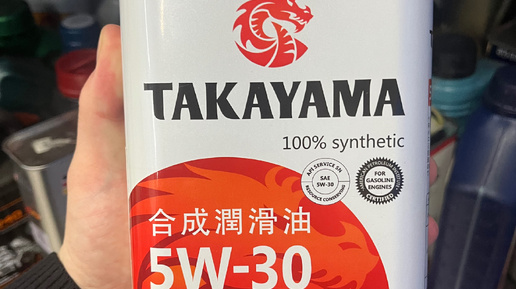 TAKAYAMA
100% synthetic
API SERVICE SN
SAE
5W-30
RESOURCE CONSERVING
FOR
GASOLINE
ENGINES
合成潤滑油
5W-30